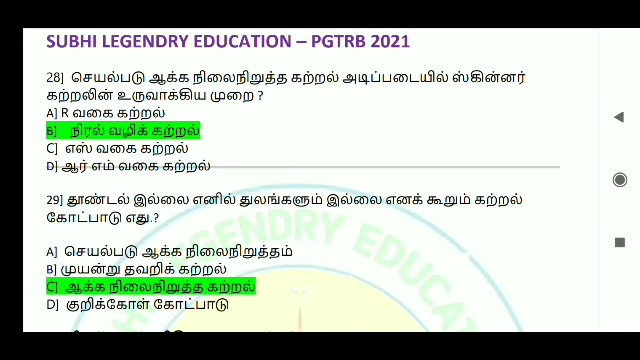 SUBHI LEGENDRY EDUCATION – PGTRB 2021
28] செயல்படு ஆக்க நிலைநிறுத்த கற்றல் அடிப்படையில் ஸ்கின்னர்
கற்றலின் உருவாக்கிய முறை ?
A] R வகை கற்றல்
B] நிரல் வழிக் கற்றல்
C] எஸ் வகை கற்றல்
D] ஆர் எம் வகை கற்றல்
29] தூண்டல் இல்லை எனில் துலங்களும் இல்லை எனக் கூறும் கற்றல்
கோட்பாடு எது.?
A] செயல்படு ஆக்க நிலைநிறுத்தம்
B] முயன்று தவறிக் கற்றல்
C] ஆக்க நிலைநிறுத்த கற்றல்
D] குறிக்கோள் கோட்பாடு